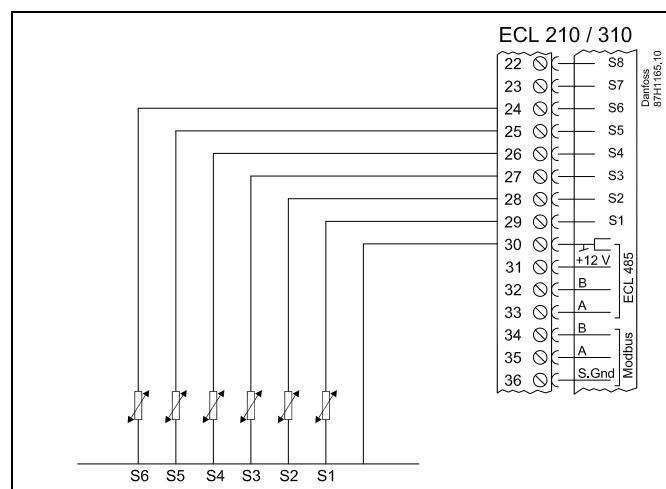 ECL 210 / 310
22 S8
23 S7
24 S6
25 S5
26 S4
27 S3
28 S2
29 S1
30
31 +12 V
32 B
33 A
34 B
35 A
36 S.Gnd
ECL 485
Modbus
Danfoss
87H1165.10
S6 S5 S4 S3 S2 S1